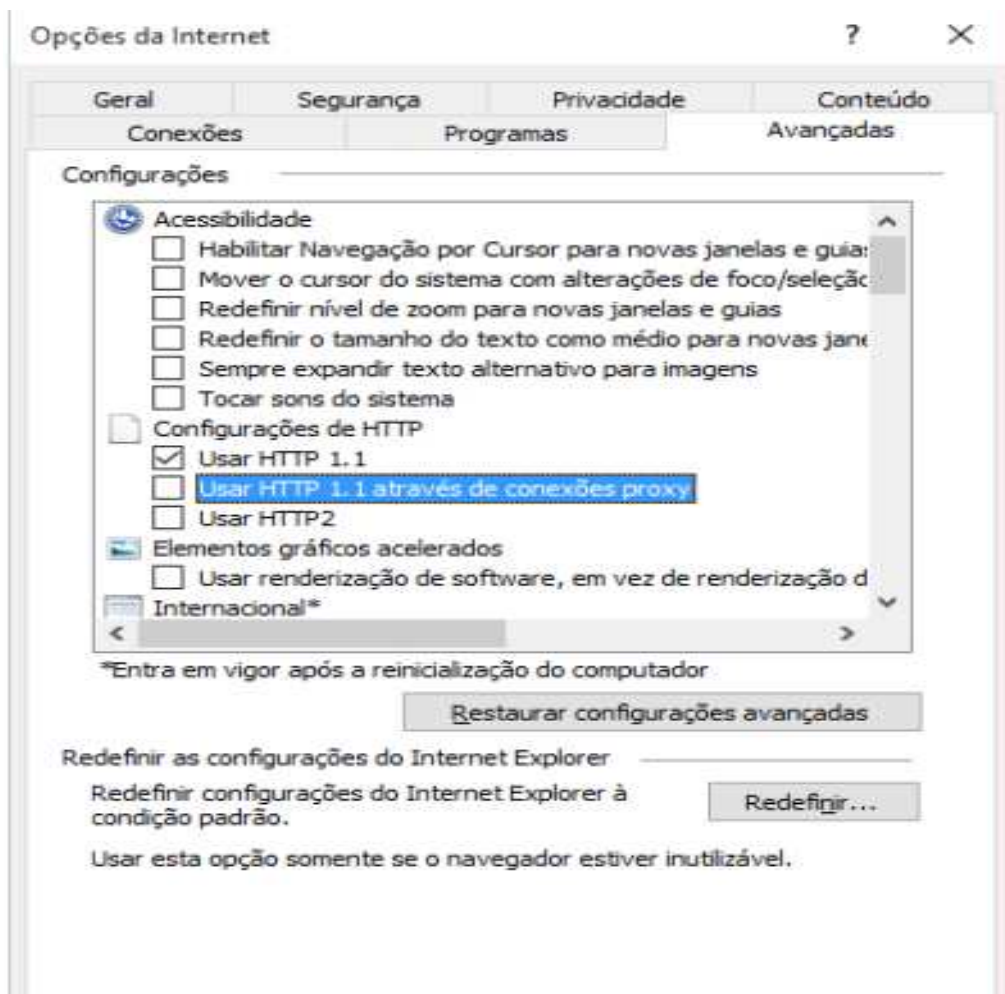 Opções da Internet ? ×
Geral Segurança Privacidade Conteúdo
Conexões Programas Avançadas
Configurações
Acessibilidade
Habilitar Navegação por Cursor para novas janelas e guias
Mover o cursor do sistema com alterações de foco/seleção
Redefinir nível de zoom para novas janelas e guias
Redefinir o tamanho do texto como médio para novas jane
Sempre expandir texto alternativo para imagens
Tocar sons do sistema
Configurações de HTTP
Usar HTTP 1.1
Usar HTTP 1.1 através de conexões proxy
Usar HTTP2
Elementos gráficos acelerados
Usar renderização de software, em vez de renderização d
Internacional*
*Entra em vigor após a reinicialização do computador
Restaurar configurações avançadas
Redefinir as configurações do Internet Explorer
Redefinir configurações do Internet Explorer à
condição padrão.
Redefinir...
Usar esta opção somente se o navegador estiver inutilizável.